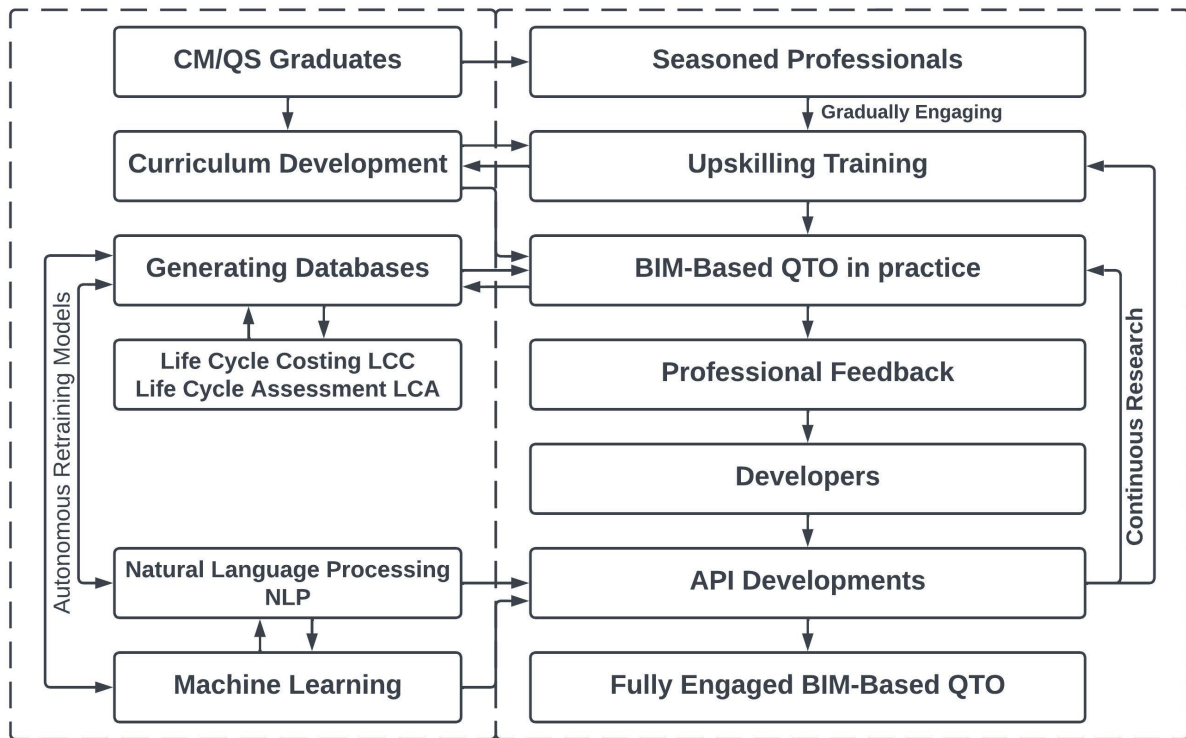 CM/QS Graduates
Seasoned Professionals
Gradually Engaging
Curriculum Development
Upskilling Training
Generating Databases
BIM-Based QTO in practice
Life Cycle Costing LCC
Life Cycle Assessment LCA
Professional Feedback
Autonomous Retraining Models
Continuous Research
Developers
Natural Language Processing
NLP
API Developments
Machine Learning
Fully Engaged BIM-Based QTO